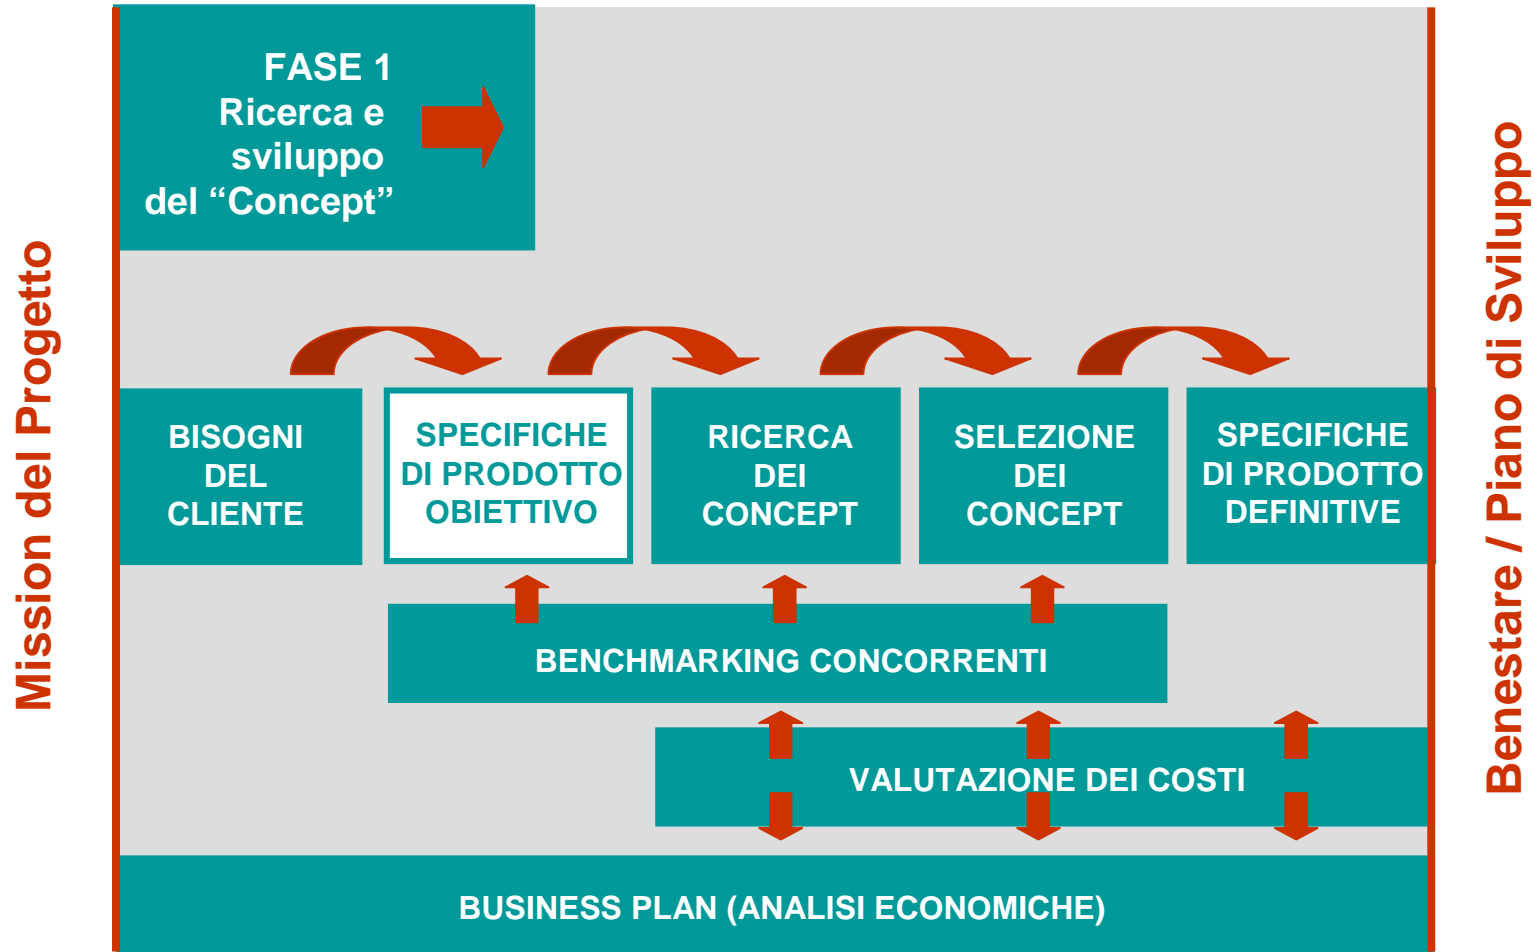 FASE 1
Ricerca e
sviluppo
del “Concept”
Mission del Progetto
BISOGNI
DEL
CLIENTE
SPECIFICHE
DI PRODOTTO
OBIETTIVO
RICERCA
DEI
CONCEPT
SELEZIONE
DEI
CONCEPT
SPECIFICHE
DI PRODOTTO
DEFINITIVE
Benestare / Piano di Sviluppo
BENCHMARKING CONCORRENTI
VALUTAZIONE DEI COSTI
BUSINESS PLAN (ANALISI ECONOMICHE)